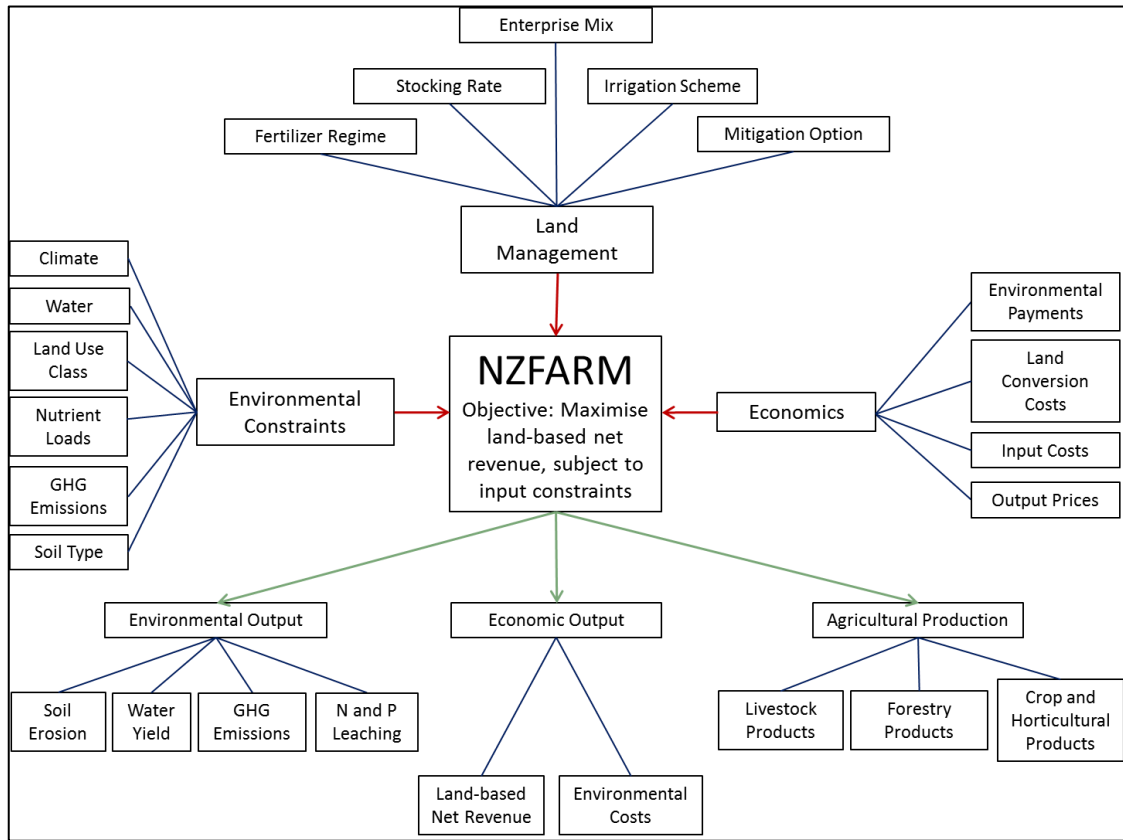 Enterprise Mix
Stocking Rate
Irrigation Scheme
Fertilizer Regime
Mitigation Option
Land
Management
Climate
Water
Land Use
Class
Nutrient
Loads
GHG
Emissions
Soil Type
Environmental
Constraints
NZFARM
Objective: Maximise
land-based net
revenue, subject to
input constraints
Economics
Environmental
Payments
Land
Conversion
Costs
Input Costs
Output Prices
Environmental Output
Economic Output
Agricultural Production
Soil
Erosion
Water
Yield
GHG
Emissions
N and P
Leaching
Land-based
Net Revenue
Environmental
Costs
Livestock
Products
Forestry
Products
Crop and
Horticultural
Products